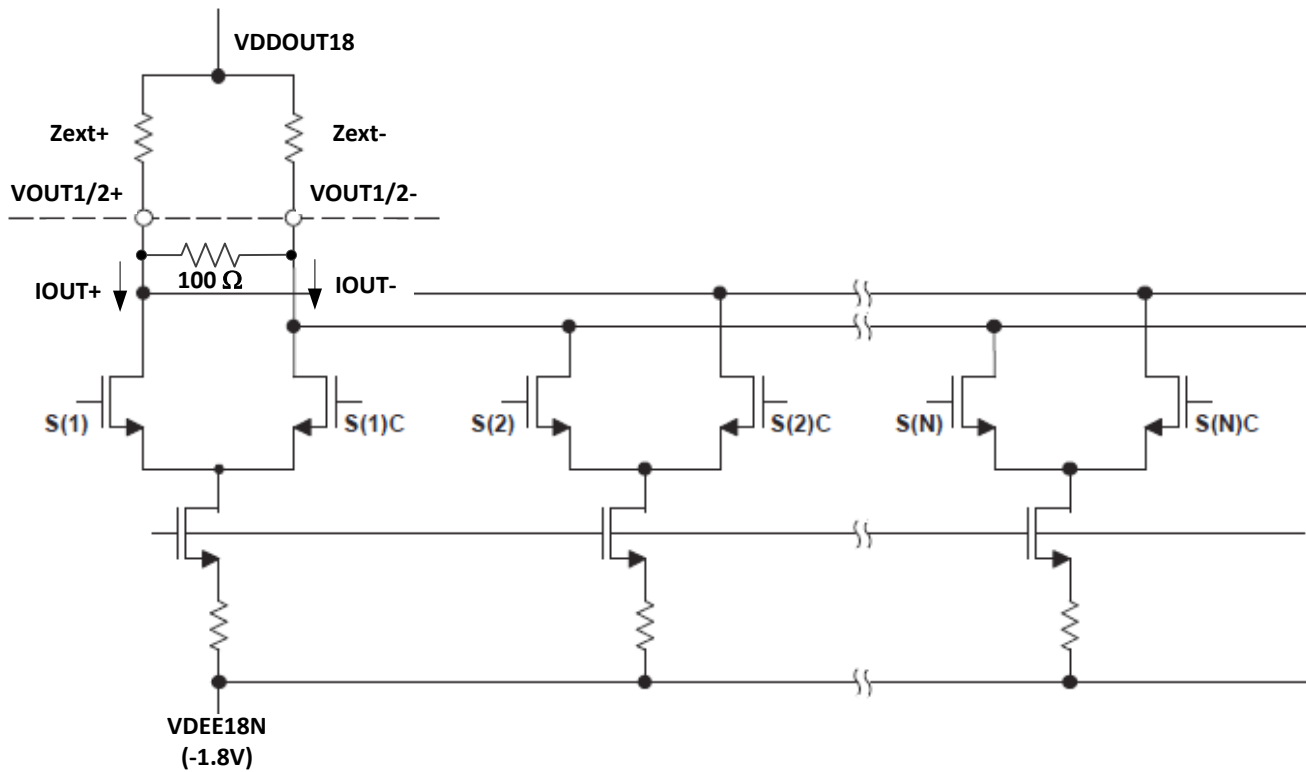 VDDOUT18
Zext+
Zext-
VOUT1/2+
VOUT1/2-
100 Ω
IOUT+
IOUT-
S(1)
S(1)C
S(2)
S(2)C
S(N)
S(N)C
VDEE18N
(-1.8V)